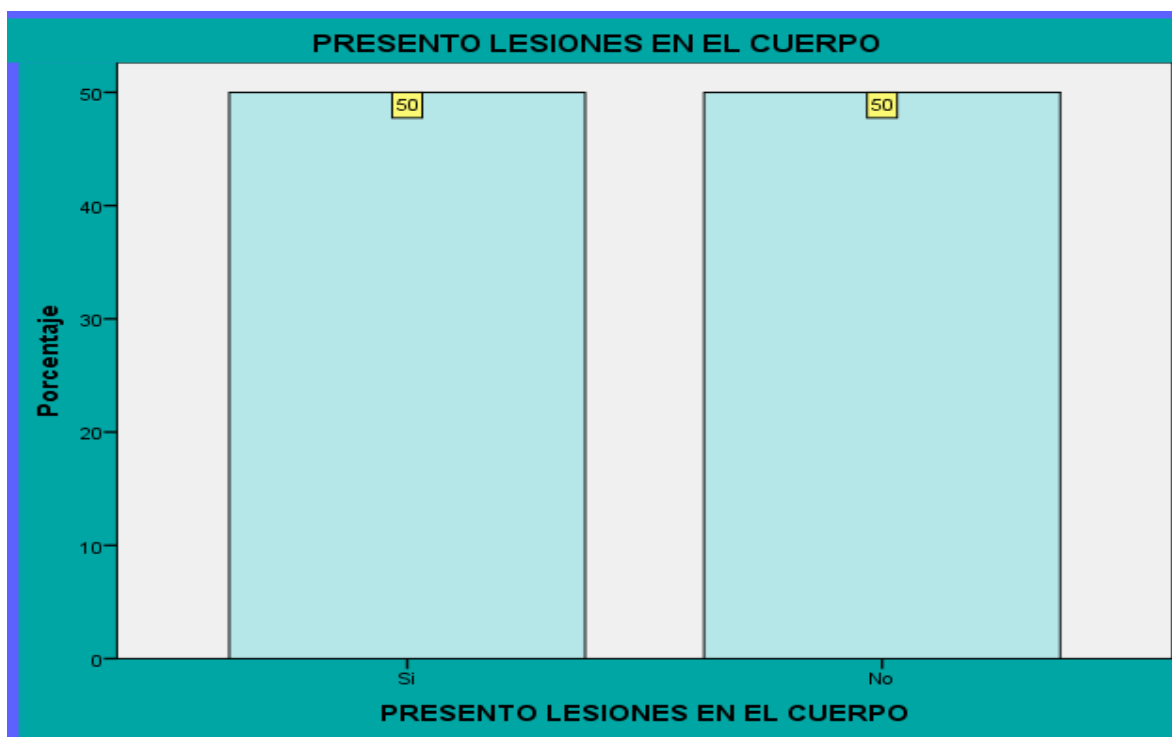 PRESENTO LESIONES EN EL CUERPO
50
50
50
40
30
20
10
0
Porcentaje
Si
No
PRESENTO LESIONES EN EL CUERPO